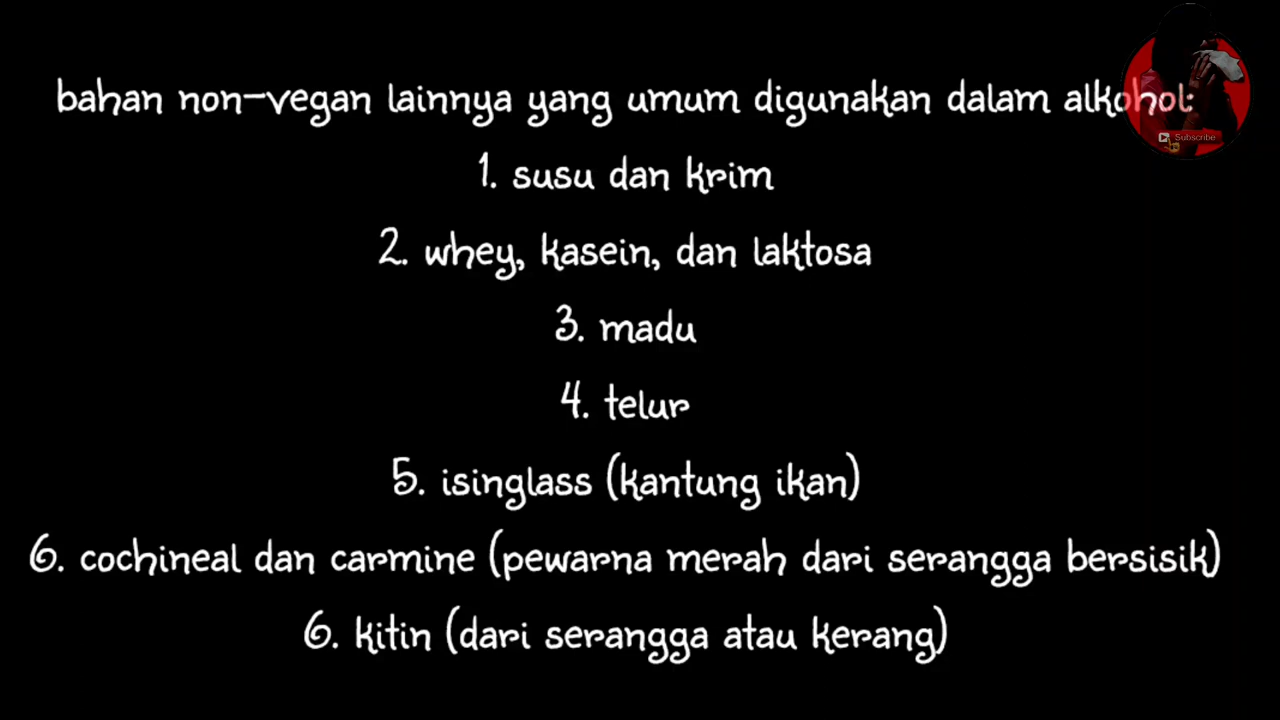 bahan non-vegan lainnya yang umum digunakan dalam alkohol:
1. susu dan krim
2. whey, kasein, dan laktosa
3. madu
4. telur
5. isinglass (kantung ikan)
6. cochineal dan carmine (pewarna merah dari serangga bersisik)
6. kitin (dari serangga atau kerang)
Subscribe